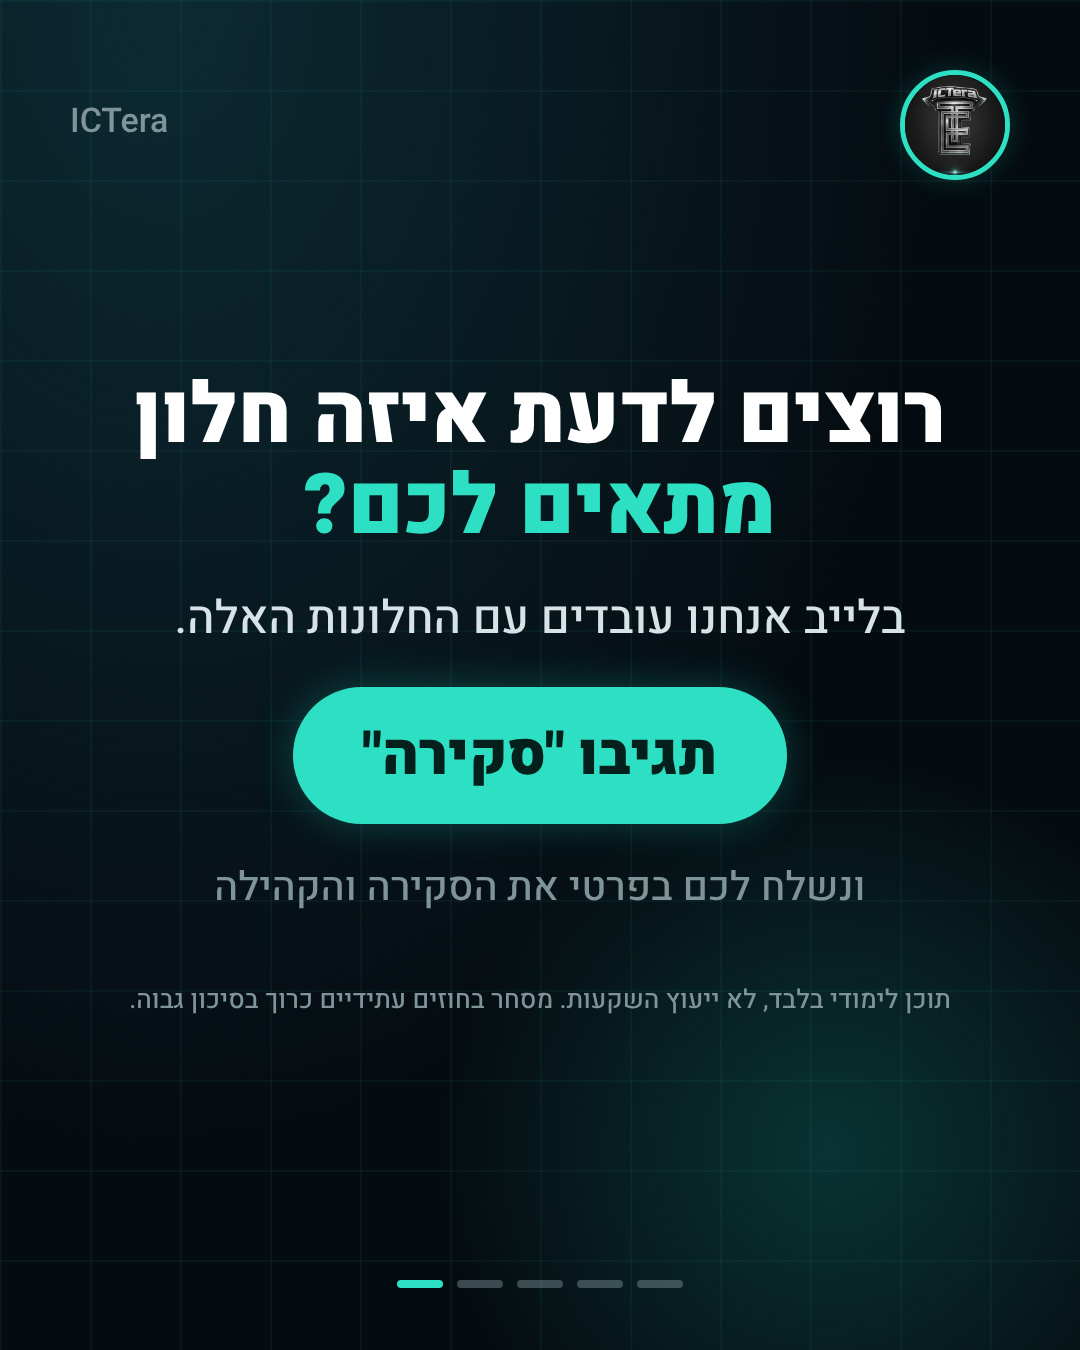 ICTera
ICTera
רוצים לדעת איזה חלון
מתאים לכם?
בלייב אנחנו עובדים עם החלונות האלה.
תגיבו "סקירה"
ונשלח לכם בפרטי את הסקירה והקהילה
תוכן לימודי בלבד, לא ייעוץ השקעות. מסחר בחוזים עתידיים כרוך בסיכון גבוה.